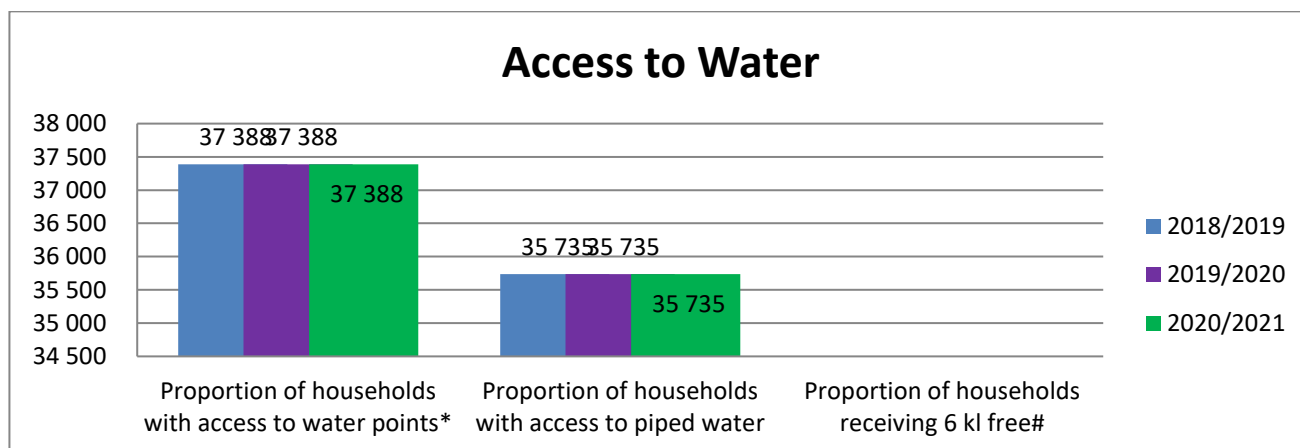 Access to Water
38 000
37 500
37 000
36 500
36 000
35 500
35 000
34 500
37 388
37 388
37 388
35 735
35 735
35 735
Proportion of households
with access to water points*
Proportion of households
with access to piped water
Proportion of households
receiving 6 kl free#
2018/2019
2019/2020
2020/2021